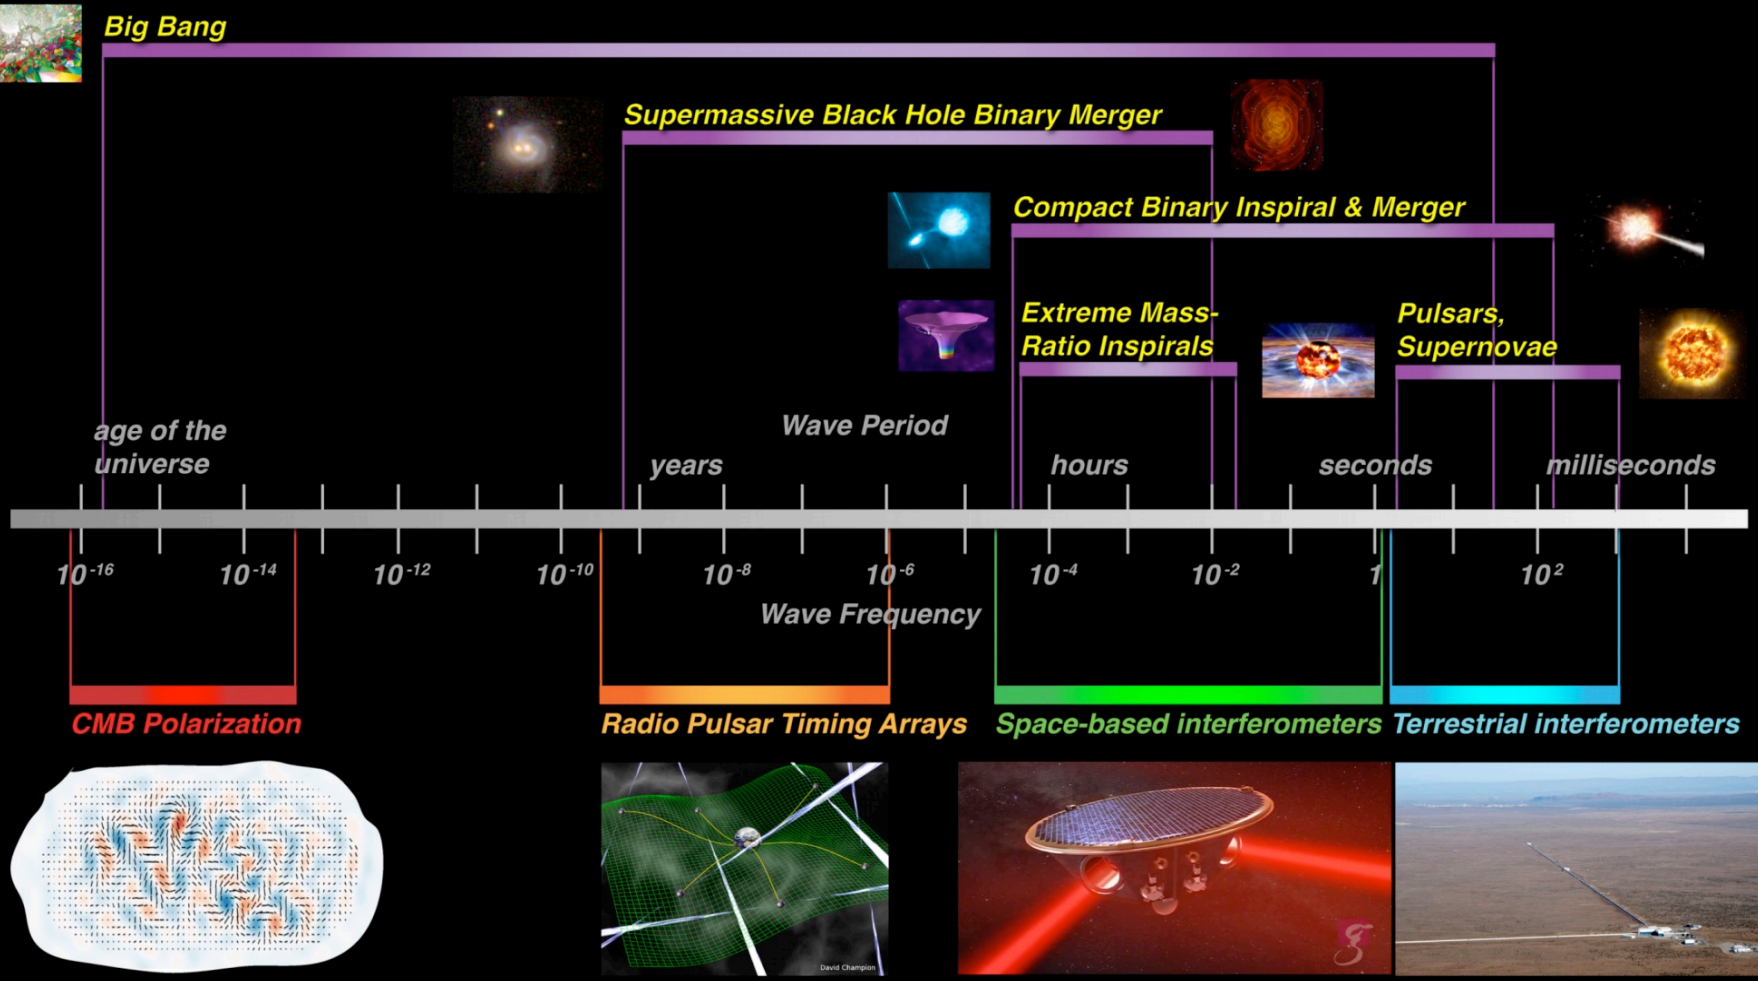 Big Bang
Supermassive Black Hole Binary Merger
Compact Binary Inspiral & Merger
Extreme Mass-
Ratio Inspirals
Pulsars,
Supernovae
age of the
universe
Wave Period
years
hours
seconds
milliseconds
10-16
10-14
10-12
10-10
10-8
10-6
10-4
10-2
1
102
Wave Frequency
CMB Polarization
Radio Pulsar Timing Arrays
Space-based interferometers
Terrestrial interferometers
David Champion